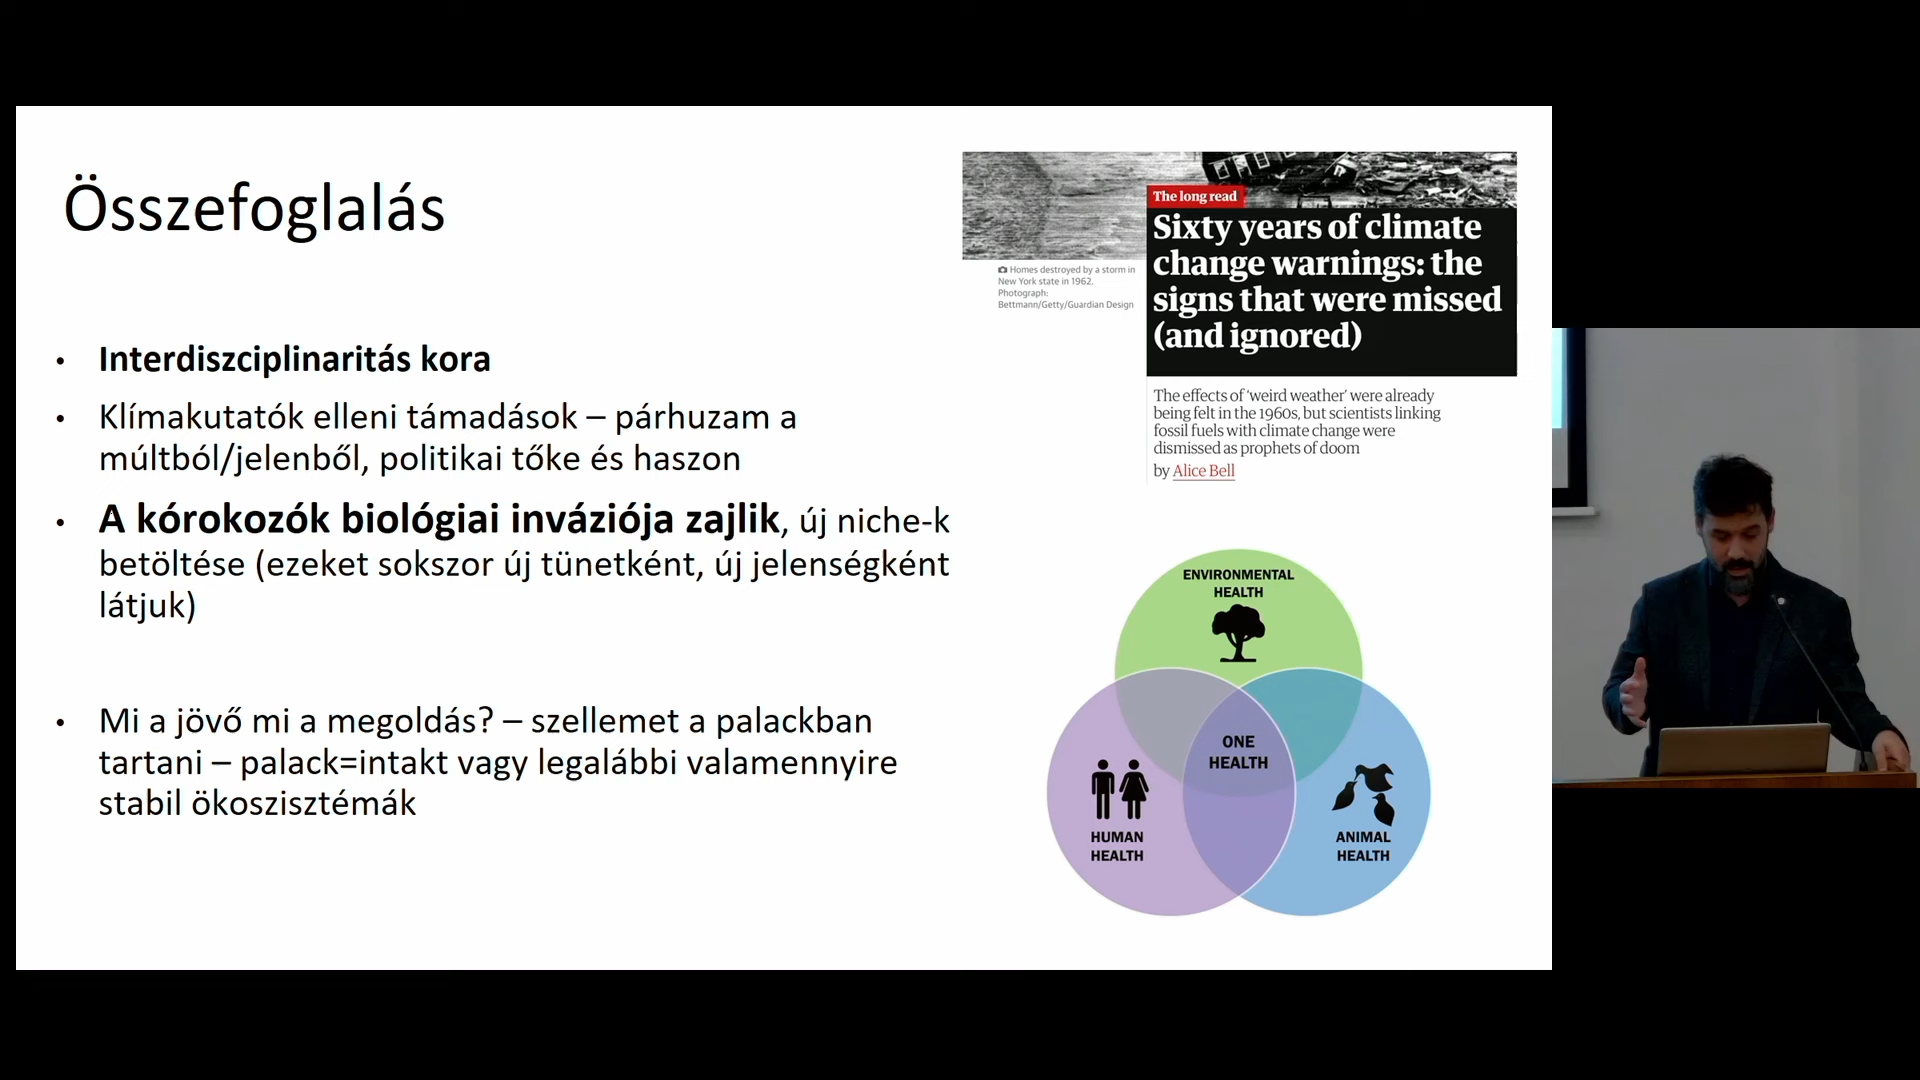 Összefoglalás
• Interdiszciplinaritás kora
• Klímakutatók elleni támadások – párhuzam a
múltból/jelenből, politikai tőke és haszon
• A kórokozók biológiai inváziója zajlik, új niche-k
betöltése (ezeket sokszor új tünetként, új jelenségként
látjuk)
• Mi a jövő mi a megoldás? – szellemet a palackban
tartani – palack=intakt vagy legalábbi valamennyire
stabil ökoszisztémák
The long read
Sixty years of climate
change warnings: the
signs that were missed
(and ignored)
Homes destroyed by a storm in
New York state in 1962.
Photograph:
Bettmann/Getty/Guardian Design
The effects of ‘weird weather’ were already
being felt in the 1960s, but scientists linking
fossil fuels with climate change were
dismissed as prophets of doom
by Alice Bell
ENVIRONMENTAL
HEALTH
ONE
HEALTH
HUMAN
HEALTH
ANIMAL
HEALTH